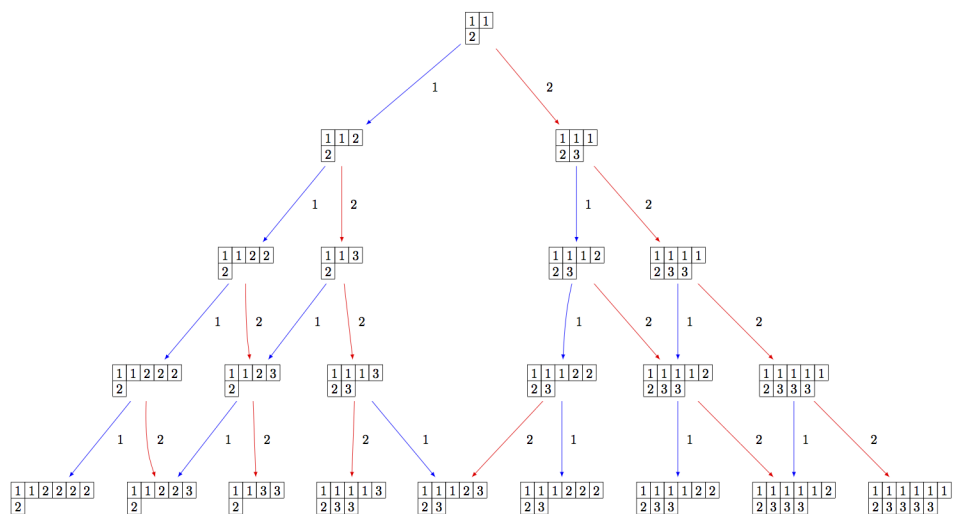 1 1
2
1 2
1 1 2
2
1 1 1
2 3
1 2 1 2
1 1 2 2
2
1 1 3
2
1 1 1 2
2 3
1 1 1 1
2 3 3
1 2 1 2 1 2 1 2
1 1 2 2 2
2
1 1 2 3
2
1 1 1 3
2 3
1 1 1 2 2
2 3
1 1 1 1 2
2 3 3
1 1 1 1 1
2 3 3 3
1 2 1 2 2 1 2 1 1 2 1 2
1 1 2 2 2 2
2
1 1 2 2 3
2
1 1 3 3
2
1 1 1 1 3
2 3 3
1 1 1 2 3
2 3
1 1 1 2 2 2
2 3
1 1 1 1 2 2
2 3 3
1 1 1 1 1 2
2 3 3 3
1 1 1 1 1 1
2 3 3 3 3